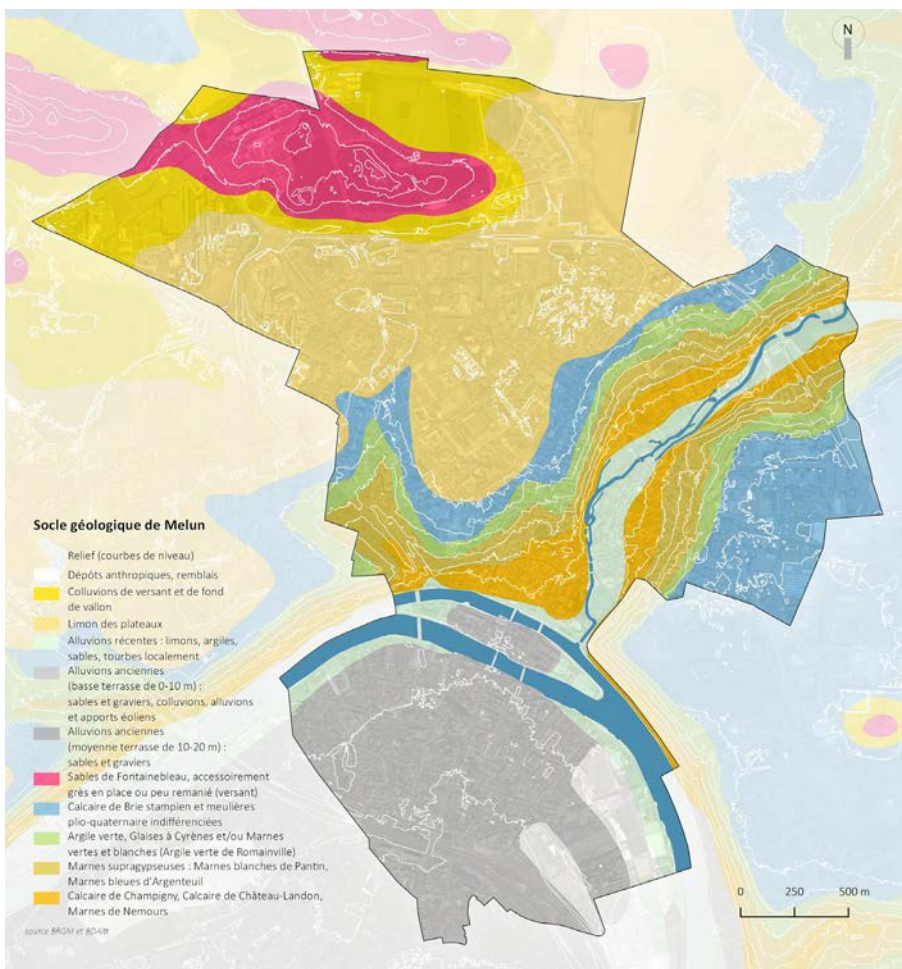 N
Socle géologique de Melun
Relief (courbes de niveau)
Dépôts anthropiques, remblais
Colluvions de versant et de fond
de vallon
Limon des plateaux
Alluvions récentes : limons, argiles,
sables, tourbes localement
Alluvions anciennes
(basse terrasse de 0-10 m) :
sables et graviers, colluvions, alluvions
et apports éoliens
Alluvions anciennes
(moyenne terrasse de 10-20 m) :
sables et graviers
Sables de Fontainebleau, accessoirement
grès en place ou peu remanié (versant)
Calcaire de Brie stampien et meulières
plio-quaternaire indifférenciées
Argile verte, Glaises à Cyrènes et/ou Marnes
vertes et blanches (Argile verte de Romainville)
Marnes supragypseuses : Marnes blanches de Pantin,
Marnes bleues d'Argenteuil
Calcaire de Champigny, Calcaire de Château-Landon,
Marnes de Nemours
source BRGM et BDAlti
0 250 500 m